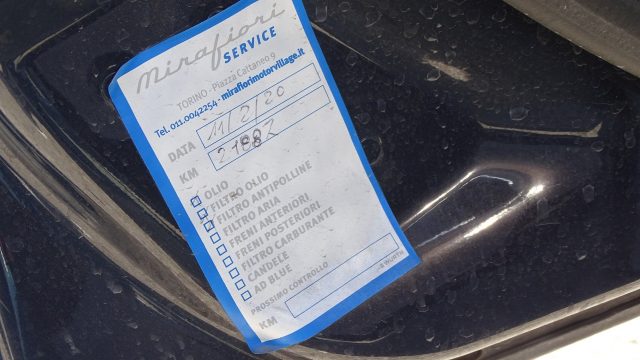 Mirafiori
SERVICE
TORINO - Piazza Cattaneo 9
Tel. 011.0042254 - mirafiorimotorvillage.it
DATA 11/2/20
KM 21882
OLIO
FILTRO OLIO
FILTRO ANTIPOLLINE
FILTRO ARIA
FRENI ANTERIORI
FRENI POSTERIORI
FILTRO CARBURANTE
CANDELE
AD BLUE
PROSSIMO CONTROLLO
WÜRTH
KM